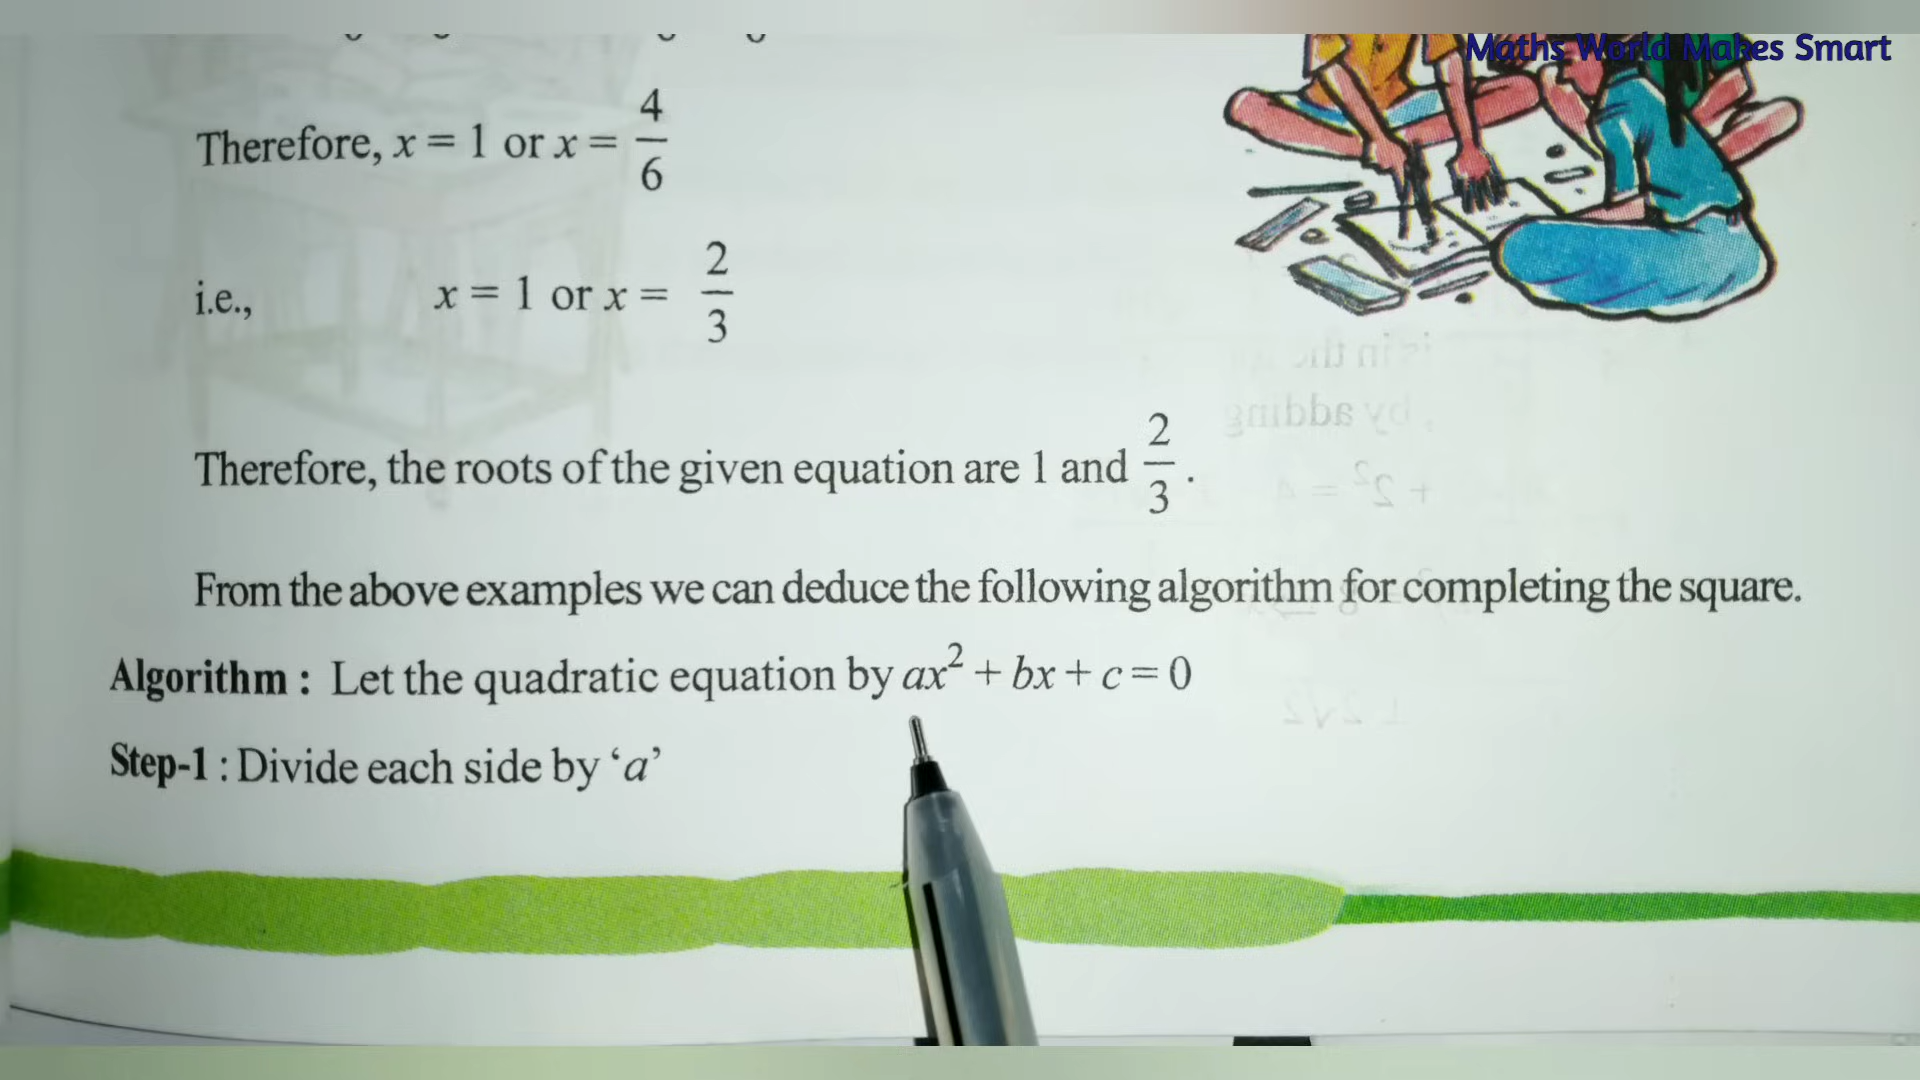 Maths World Makes Smart
Therefore, x = 1 or x = 4/6
i.e., x = 1 or x = 2/3
Therefore, the roots of the given equation are 1 and 2/3.
From the above examples we can deduce the following algorithm for completing the square.
Algorithm : Let the quadratic equation by ax² + bx + c = 0
Step-1 : Divide each side by ‘a’